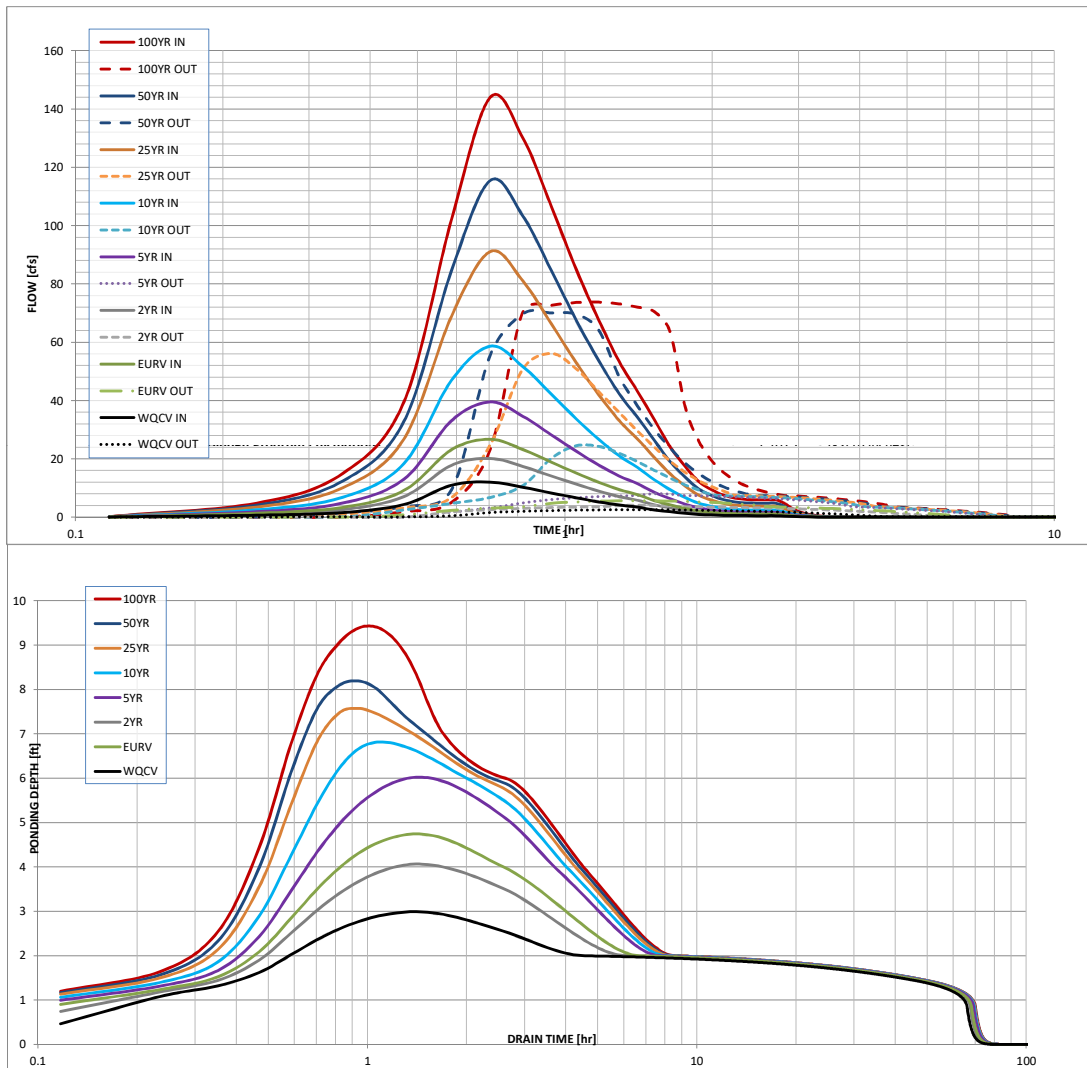 100YR IN
100YR OUT
50YR IN
50YR OUT
25YR IN
25YR OUT
10YR IN
10YR OUT
5YR IN
5YR OUT
2YR IN
2YR OUT
EURV IN
EURV OUT
WQCV IN
WQCV OUT
FLOW [cfs]
160
140
120
100
80
60
40
20
0
0.1
1
10
TIME [hr]
100YR
50YR
25YR
10YR
5YR
2YR
EURV
WQCV
PONDING DEPTH [ft]
10
9
8
7
6
5
4
3
2
1
0
DRAIN TIME [hr]
0.1
1
10
100